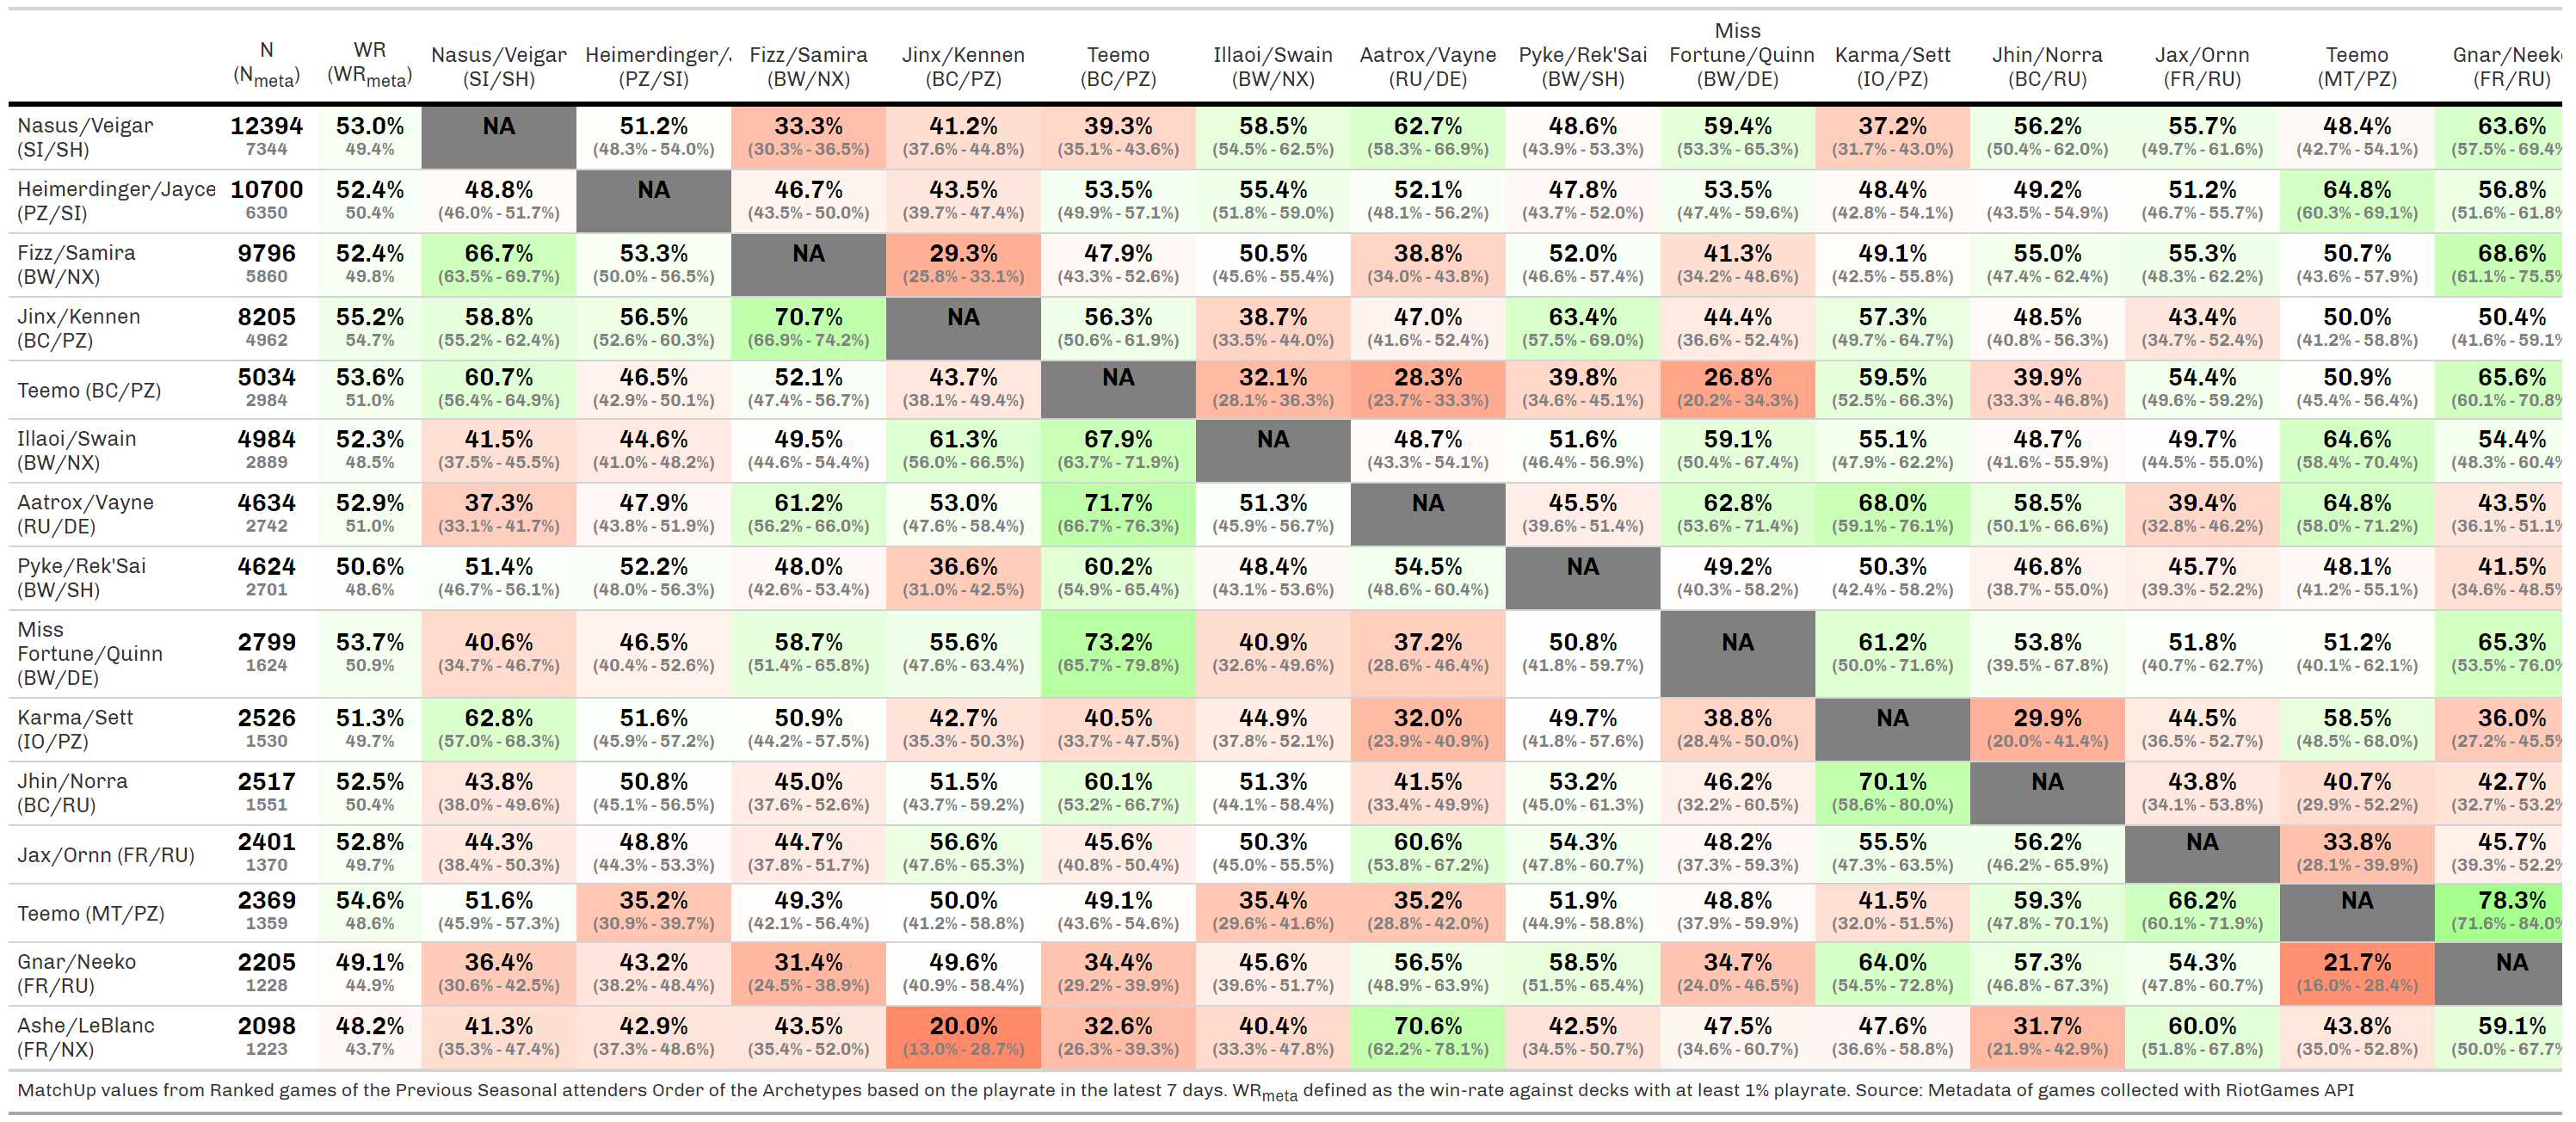 N (Nmeta) WR (WRmeta) Nasus/Veigar (SI/SH) Heimerdinger/J (PZ/SI) Fizz/Samira (BW/NX) Jinx/Kennen (BC/PZ) Teemo (BC/PZ) Illaoi/Swain (BW/NX) Aatrox/Vayne (RU/DE) Pyke/Rek'Sai (BW/SH) Miss Fortune/Quinn (BW/DE) Karma/Sett (IO/PZ) Jhin/Norra (BC/RU) Jax/Ornn (FR/RU) Teemo (MT/PZ) Gnar/Neek (FR/RU)
Nasus/Veigar 12394 53.0% NA 51.2% 33.3% 41.2% 39.3% 58.5% 62.7% 48.6% 59.4% 37.2% 56.2% 55.7% 48.4% 63.6%
(SI/SH) 7344 49.4% (48.3% - 54.0%) (30.3% - 36.5%) (37.6% - 44.8%) (35.1% - 43.6%) (54.5% - 62.5%) (58.3% - 66.9%) (43.9% - 53.3%) (53.3% - 65.3%) (31.7% - 43.0%) (50.4% - 62.0%) (49.7% - 61.6%) (42.7% - 54.1%) (57.5% - 69.4%
Heimerdinger/Jayce 10700 52.4% 48.8% NA 46.7% 43.5% 53.5% 55.4% 52.1% 47.8% 53.5% 48.4% 49.2% 51.2% 64.8% 56.8%
(PZ/SI) 6350 50.4% (46.0% - 51.7%) (43.5% - 50.0%) (39.7% - 47.4%) (49.9% - 57.1%) (51.8% - 59.0%) (48.1% - 56.2%) (43.7% - 52.0%) (47.4% - 59.6%) (42.8% - 54.1%) (43.5% - 54.9%) (46.7% - 55.7%) (60.3% - 69.1%) (51.6% - 61.8%
Fizz/Samira 9796 52.4% 66.7% 53.3% NA 29.3% 47.9% 50.5% 38.8% 52.0% 41.3% 49.1% 55.0% 55.3% 50.7% 68.6%
(BW/NX) 5860 49.8% (63.5% - 69.7%) (50.0% - 56.5%) (25.8% - 33.1%) (43.3% - 52.6%) (45.6% - 55.4%) (34.0% - 43.8%) (46.6% - 57.4%) (34.2% - 48.6%) (42.5% - 55.8%) (47.4% - 62.4%) (48.3% - 62.2%) (43.6% - 57.9%) (61.1% - 75.5%
Jinx/Kennen 8205 55.2% 58.8% 56.5% 70.7% NA 56.3% 38.7% 47.0% 63.4% 44.4% 57.3% 48.5% 43.4% 50.0% 50.4%
(BC/PZ) 4962 54.7% (55.2% - 62.4%) (52.6% - 60.3%) (66.9% - 74.2%) (50.6% - 61.9%) (33.5% - 44.0%) (41.6% - 52.4%) (57.5% - 69.0%) (36.6% - 52.4%) (49.7% - 64.7%) (40.8% - 56.3%) (34.7% - 52.4%) (41.2% - 58.8%) (41.6% - 59.1%
Teemo (BC/PZ) 5034 53.6% 60.7% 46.5% 52.1% 43.7% NA 32.1% 28.3% 39.8% 26.8% 59.5% 39.9% 54.4% 50.9% 65.6%
2984 51.0% (56.4% - 64.9%) (42.9% - 50.1%) (47.4% - 56.7%) (38.1% - 49.4%) (28.1% - 36.3%) (23.7% - 33.3%) (34.6% - 45.1%) (20.2% - 34.3%) (52.5% - 66.3%) (33.3% - 46.8%) (49.6% - 59.2%) (45.4% - 56.4%) (60.1% - 70.8%
Illaoi/Swain 4984 52.3% 41.5% 44.6% 49.5% 61.3% 67.9% NA 48.7% 51.6% 59.1% 55.1% 48.7% 49.7% 64.6% 54.4%
(BW/NX) 2889 48.5% (37.5% - 45.5%) (41.0% - 48.2%) (44.6% - 54.4%) (56.0% - 66.5%) (63.7% - 71.9%) (43.3% - 54.1%) (46.4% - 56.9%) (50.4% - 67.4%) (47.9% - 62.2%) (41.6% - 55.9%) (44.5% - 55.0%) (58.4% - 70.4%) (48.3% - 60.4%
Aatrox/Vayne 4634 52.9% 37.3% 47.9% 61.2% 53.0% 71.7% 51.3% NA 45.5% 62.8% 68.0% 58.5% 39.4% 64.8% 43.5%
(RU/DE) 2742 51.0% (33.1% - 41.7%) (43.8% - 51.9%) (56.2% - 66.0%) (47.6% - 58.4%) (66.7% - 76.3%) (45.9% - 56.7%) (39.6% - 51.4%) (53.6% - 71.4%) (59.1% - 76.1%) (50.1% - 66.6%) (32.8% - 46.2%) (58.0% - 71.2%) (36.1% - 51.1%
Pyke/Rek'Sai 4624 50.6% 51.4% 52.2% 48.0% 36.6% 60.2% 48.4% 54.5% NA 49.2% 50.3% 46.8% 45.7% 48.1% 41.5%
(BW/SH) 2701 48.6% (46.7% - 56.1%) (48.0% - 56.3%) (42.6% - 53.4%) (31.0% - 42.5%) (54.9% - 65.4%) (43.1% - 53.6%) (48.6% - 60.4%) (40.3% - 58.2%) (42.4% - 58.2%) (38.7% - 55.0%) (39.3% - 52.2%) (41.2% - 55.1%) (34.6% - 48.5%
Miss
Fortune/Quinn 2799 53.7% 40.6% 46.5% 58.7% 55.6% 73.2% 40.9% 37.2% 50.8% NA 61.2% 53.8% 51.8% 51.2% 65.3%
(BW/DE) 1624 50.9% (34.7% - 46.7%) (40.4% - 52.6%) (51.4% - 65.8%) (47.6% - 63.4%) (65.7% - 79.8%) (32.6% - 49.6%) (28.6% - 46.4%) (41.8% - 59.7%) (50.0% - 71.6%) (39.5% - 67.8%) (40.7% - 62.7%) (40.1% - 62.1%) (53.5% - 76.0%
Karma/Sett 2526 51.3% 62.8% 51.6% 50.9% 42.7% 40.5% 44.9% 32.0% 49.7% 38.8% NA 29.9% 44.5% 58.5% 36.0%
(IO/PZ) 1530 49.7% (57.0% - 68.3%) (45.9% - 57.2%) (44.2% - 57.5%) (35.3% - 50.3%) (33.7% - 47.5%) (37.8% - 52.1%) (23.9% - 40.9%) (41.8% - 57.6%) (28.4% - 50.0%) (20.0% - 41.4%) (36.5% - 52.7%) (48.5% - 68.0%) (27.2% - 45.5%
Jhin/Norra 2517 52.5% 43.8% 50.8% 45.0% 51.5% 60.1% 51.3% 41.5% 53.2% 46.2% 70.1% NA 43.8% 40.7% 42.7%
(BC/RU) 1551 50.4% (38.0% - 49.6%) (45.1% - 56.5%) (37.6% - 52.6%) (43.7% - 59.2%) (53.2% - 66.7%) (44.1% - 58.4%) (33.4% - 49.9%) (45.0% - 61.3%) (32.2% - 60.5%) (58.6% - 80.0%) (34.1% - 53.8%) (29.9% - 52.2%) (32.7% - 53.2%
Jax/Ornn (FR/RU) 2401 52.8% 44.3% 48.8% 44.7% 56.6% 45.6% 50.3% 60.6% 54.3% 48.2% 55.5% 56.2% NA 33.8% 45.7%
1370 49.7% (38.4% - 50.3%) (44.3% - 53.3%) (37.8% - 51.7%) (47.6% - 65.3%) (40.8% - 50.4%) (45.0% - 55.5%) (53.8% - 67.2%) (47.8% - 60.7%) (37.3% - 59.3%) (47.3% - 63.5%) (46.2% - 65.9%) (28.1% - 39.9%) (39.3% - 52.2%
Teemo (MT/PZ) 2369 54.6% 51.6% 35.2% 49.3% 50.0% 49.1% 35.4% 35.2% 51.9% 48.8% 41.5% 59.3% 66.2% NA 78.3%
1359 48.6% (45.9% - 57.3%) (30.9% - 39.7%) (42.1% - 56.4%) (41.2% - 58.8%) (43.6% - 54.6%) (29.6% - 41.6%) (28.8% - 42.0%) (44.9% - 58.8%) (37.9% - 59.9%) (32.0% - 51.5%) (47.8% - 70.1%) (60.1% - 71.9%) (71.6% - 84.0%
Gnar/Neeko 2205 49.1% 36.4% 43.2% 31.4% 49.6% 34.4% 45.6% 56.5% 58.5% 34.7% 64.0% 57.3% 54.3% 21.7% NA
(FR/RU) 1228 44.9% (30.6% - 42.5%) (38.2% - 48.4%) (24.5% - 38.9%) (40.9% - 58.4%) (29.2% - 39.9%) (39.6% - 51.7%) (48.9% - 63.9%) (51.5% - 65.4%) (24.0% - 46.5%) (54.5% - 72.8%) (46.8% - 67.3%) (47.8% - 60.7%) (16.0% - 28.4%)
Ashe/LeBlanc 2098 48.2% 41.3% 42.9% 43.5% 20.0% 32.6% 40.4% 70.6% 42.5% 47.5% 47.6% 31.7% 60.0% 43.8% 59.1%
(FR/NX) 1223 43.7% (35.3% - 47.4%) (37.3% - 48.6%) (35.4% - 52.0%) (13.0% - 28.7%) (26.3% - 39.3%) (33.3% - 47.8%) (62.2% - 78.1%) (34.5% - 50.7%) (34.6% - 60.7%) (36.6% - 58.8%) (21.9% - 42.9%) (51.8% - 67.8%) (35.0% - 52.8%) (50.0% - 67.7%
MatchUp values from Ranked games of the Previous Seasonal attenders Order of the Archetypes based on the playrate in the latest 7 days. WRmeta defined as the win-rate against decks with at least 1% playrate. Source: Metadata of games collected with RiotGames API